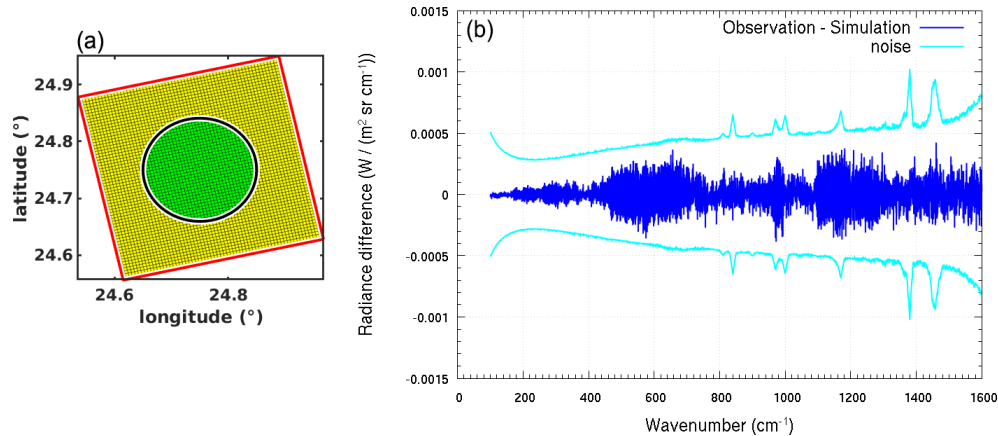 (a)
24.9
24.8
24.7
24.6
latitude (°)
24.6 24.8
longitude (°)
(b)
Observation - Simulation
noise
0.0015
0.001
0.0005
0
-0.0005
-0.001
-0.0015
Radiance difference (W / (m² sr cm⁻¹))
0 200 400 600 800 1000 1200 1400 1600
Wavenumber (cm⁻¹)